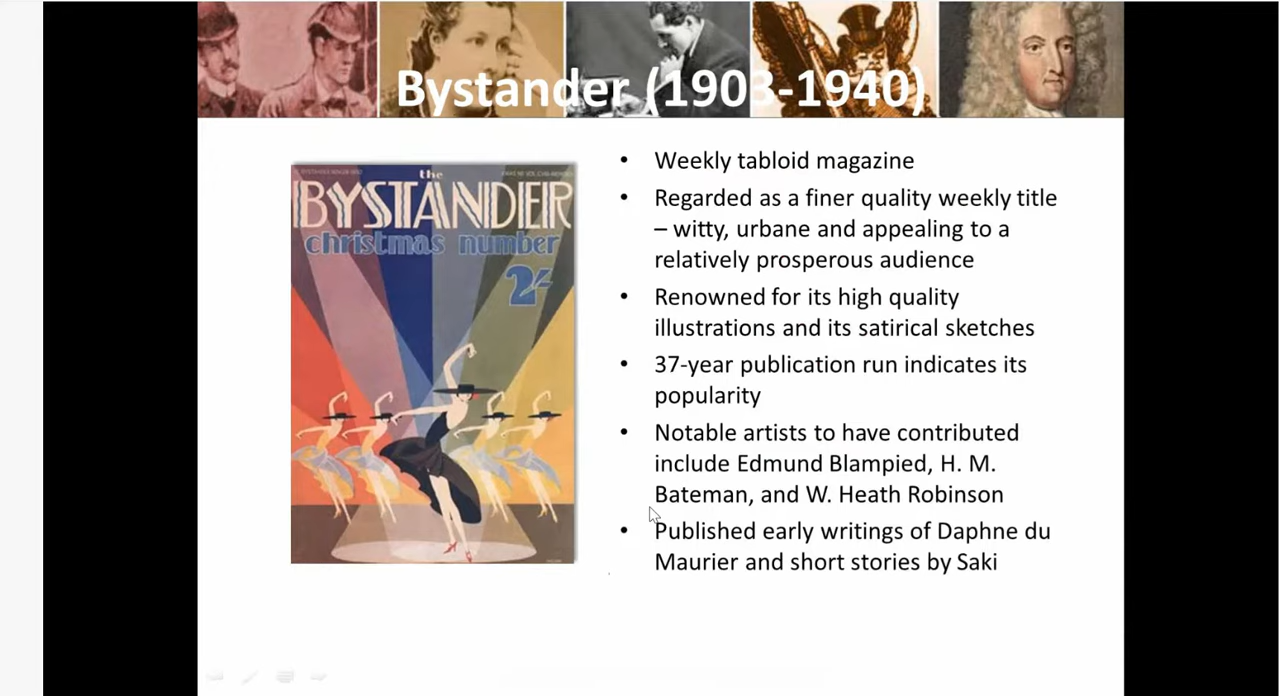 Bystander (1903-1940)
the
BYSTANDER
christmas number
2/-
• Weekly tabloid magazine
• Regarded as a finer quality weekly title
– witty, urbane and appealing to a
relatively prosperous audience
• Renowned for its high quality
illustrations and its satirical sketches
• 37-year publication run indicates its
popularity
• Notable artists to have contributed
include Edmund Blampied, H. M.
Bateman, and W. Heath Robinson
• Published early writings of Daphne du
Maurier and short stories by Saki